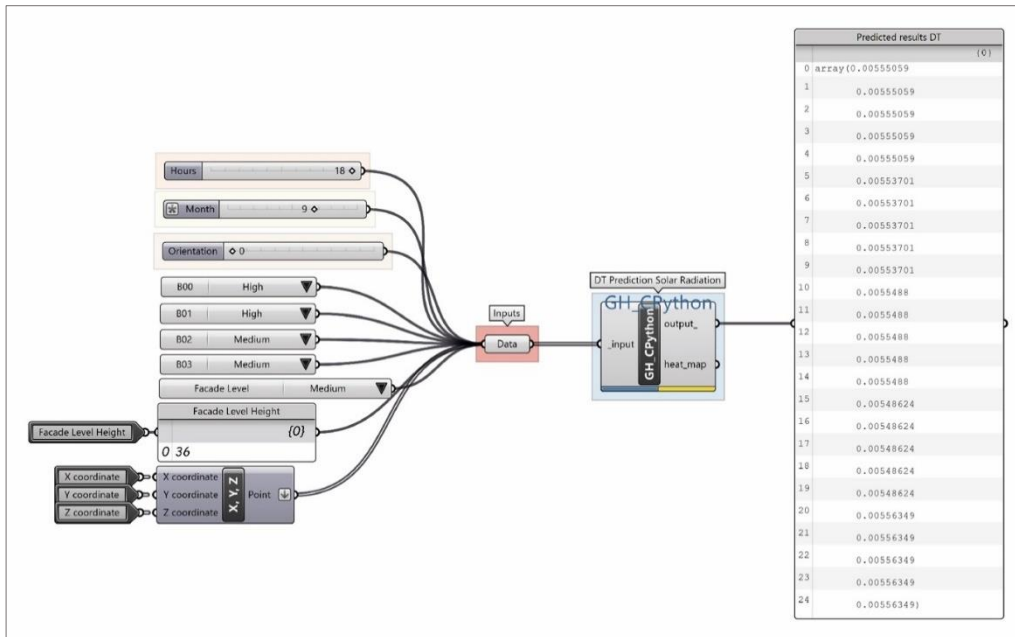 Hours 18
Month 9
Orientation 0
B00 High
B01 High
B02 Medium
B03 Medium
Facade Level Medium
Facade Level Height
Facade Level Height
{0}
0 36
X coordinate
Y coordinate
Z coordinate
X coordinate
Y coordinate
Z coordinate
X, Y, Z
Point
Inputs
Data
DT Prediction Solar Radiation
GH_CPython
_input
GH_CPython
output_
heat_map
Predicted results DT
{0}
0 array(0.00555059
1 0.00555059
2 0.00555059
3 0.00555059
4 0.00555059
5 0.00553701
6 0.00553701
7 0.00553701
8 0.00553701
9 0.00553701
10 0.0055488
11 0.0055488
12 0.0055488
13 0.0055488
14 0.0055488
15 0.00548624
16 0.00548624
17 0.00548624
18 0.00548624
19 0.00548624
20 0.00556349
21 0.00556349
22 0.00556349
23 0.00556349
24 0.00556349)